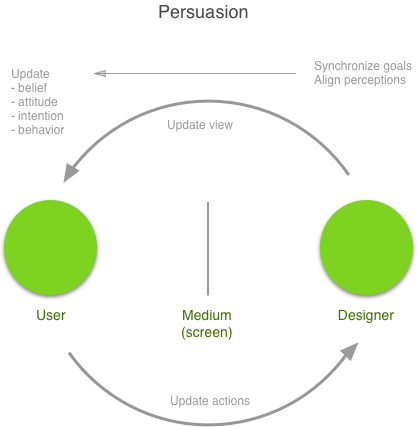 Persuasion
Synchronize goals
Align perceptions
Update
- belief
- attitude
- intention
- behavior
Update view
User
Medium
(screen)
Designer
Update actions